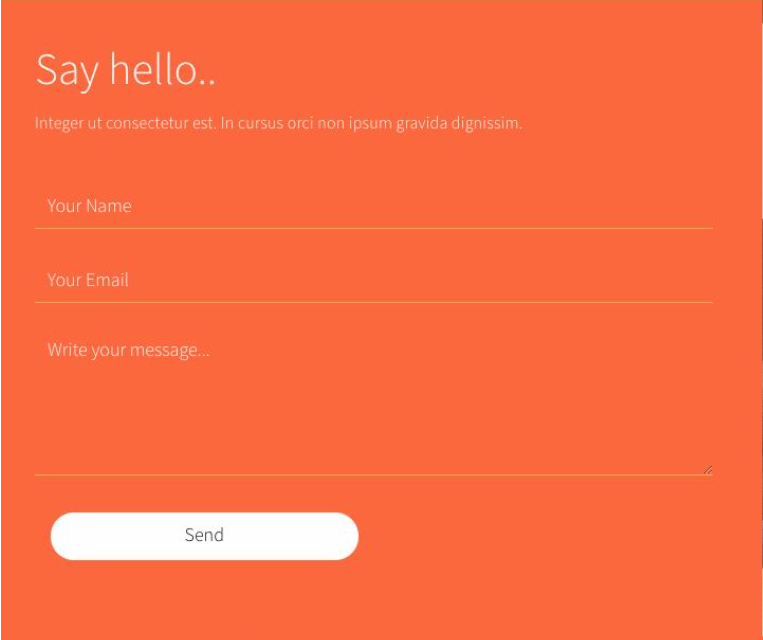 Say hello..
Integer ut consectetur est. In cursus orci non ipsum gravida dignissim.
Your Name
Your Email
Write your message...
Send